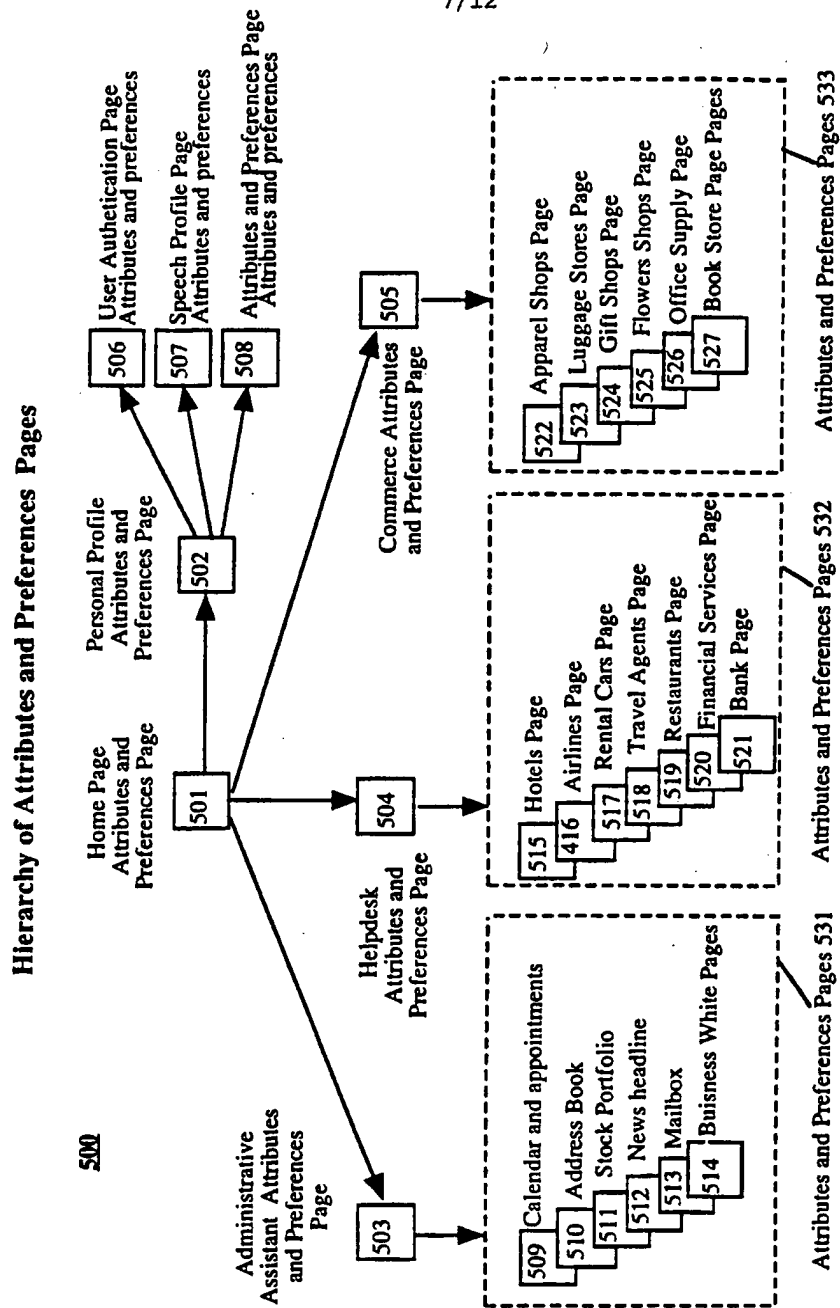 7/12
Hierarchy of Attributes and Preferences Pages
500
Home Page
Attributes and
Preferences Page
501
Personal Profile
Attributes and
Preferences Page
502
506
User Authetication Page
Attributes and preferences
507
Speech Profile Page
Attributes and preferences
508
Attributes and Preferences Page
Attributes and preferences
Administrative
Assistant Attributes
and Preferences
Page
503
Helpdesk
Attributes and
Preferences Page
504
Commerce Attributes
and Preferences Page
505
509 Calendar and appointments
510 Address Book
511 Stock Portfolio
512 News headline
513 Mailbox
514 Buisness White Pages
Attributes and Preferences Pages 531
515 Hotels Page
416 Airlines Page
517 Rental Cars Page
518 Travel Agents Page
519 Restaurants Page
520 Financial Services Page
521 Bank Page
Attributes and Preferences Pages 532
522 Apparel Shops Page
523 Luggage Stores Page
524 Gift Shops Page
525 Flowers Shops Page
526 Office Supply Page
527 Book Store Page Pages
Attributes and Preferences Pages 533